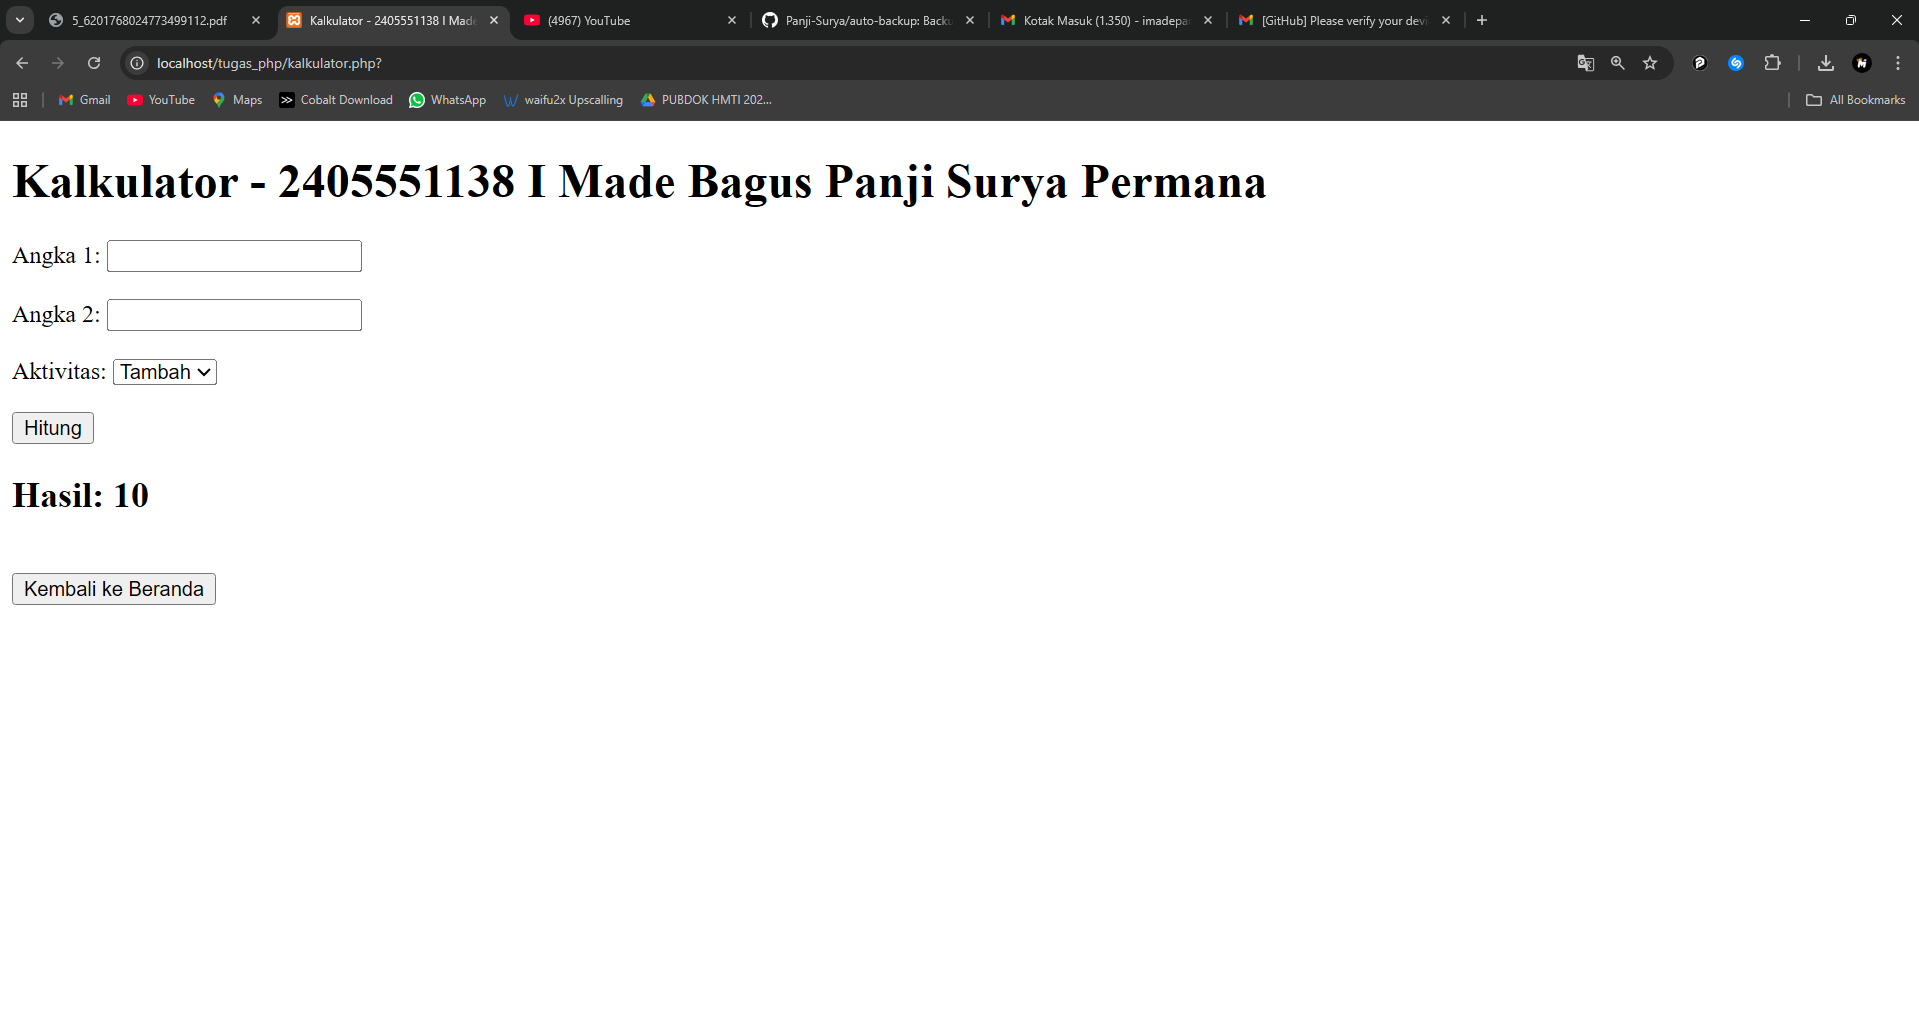 5_6201768024773499112.pdf
Kalkulator - 2405551138 I Made
(4967) YouTube
Panji-Surya/auto-backup: Backu
Kotak Masuk (1.350) - imadepa
[GitHub] Please verify your devi
localhost/tugas_php/kalkulator.php?
Gmail
YouTube
Maps
Cobalt Download
WhatsApp
waifu2x Upscalling
PUBDOK HMTI 202...
All Bookmarks
Kalkulator - 2405551138 I Made Bagus Panji Surya Permana
Angka 1:
Angka 2:
Aktivitas: Tambah
Hitung
Hasil: 10
Kembali ke Beranda